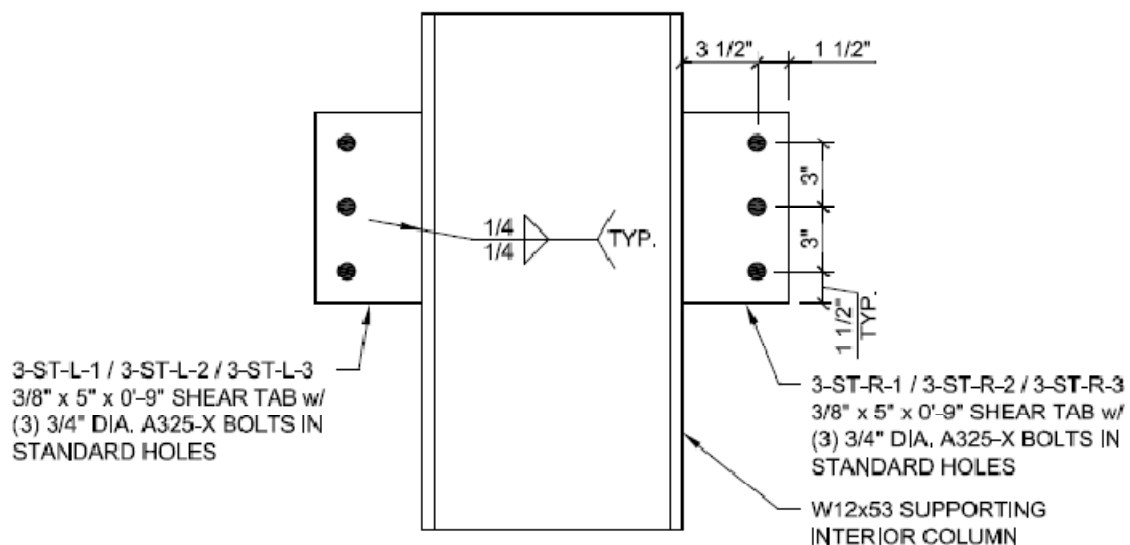 3 1/2"
1 1/2"
3"
3"
1 1/2"
TYP.
1/4
1/4
TYP.
3-ST-L-1 / 3-ST-L-2 / 3-ST-L-3
3/8" x 5" x 0'-9" SHEAR TAB w/
(3) 3/4" DIA. A325-X BOLTS IN
STANDARD HOLES
3-ST-R-1 / 3-ST-R-2 / 3-ST-R-3
3/8" x 5" x 0'-9" SHEAR TAB w/
(3) 3/4" DIA. A325-X BOLTS IN
STANDARD HOLES
W12x53 SUPPORTING
INTERIOR COLUMN